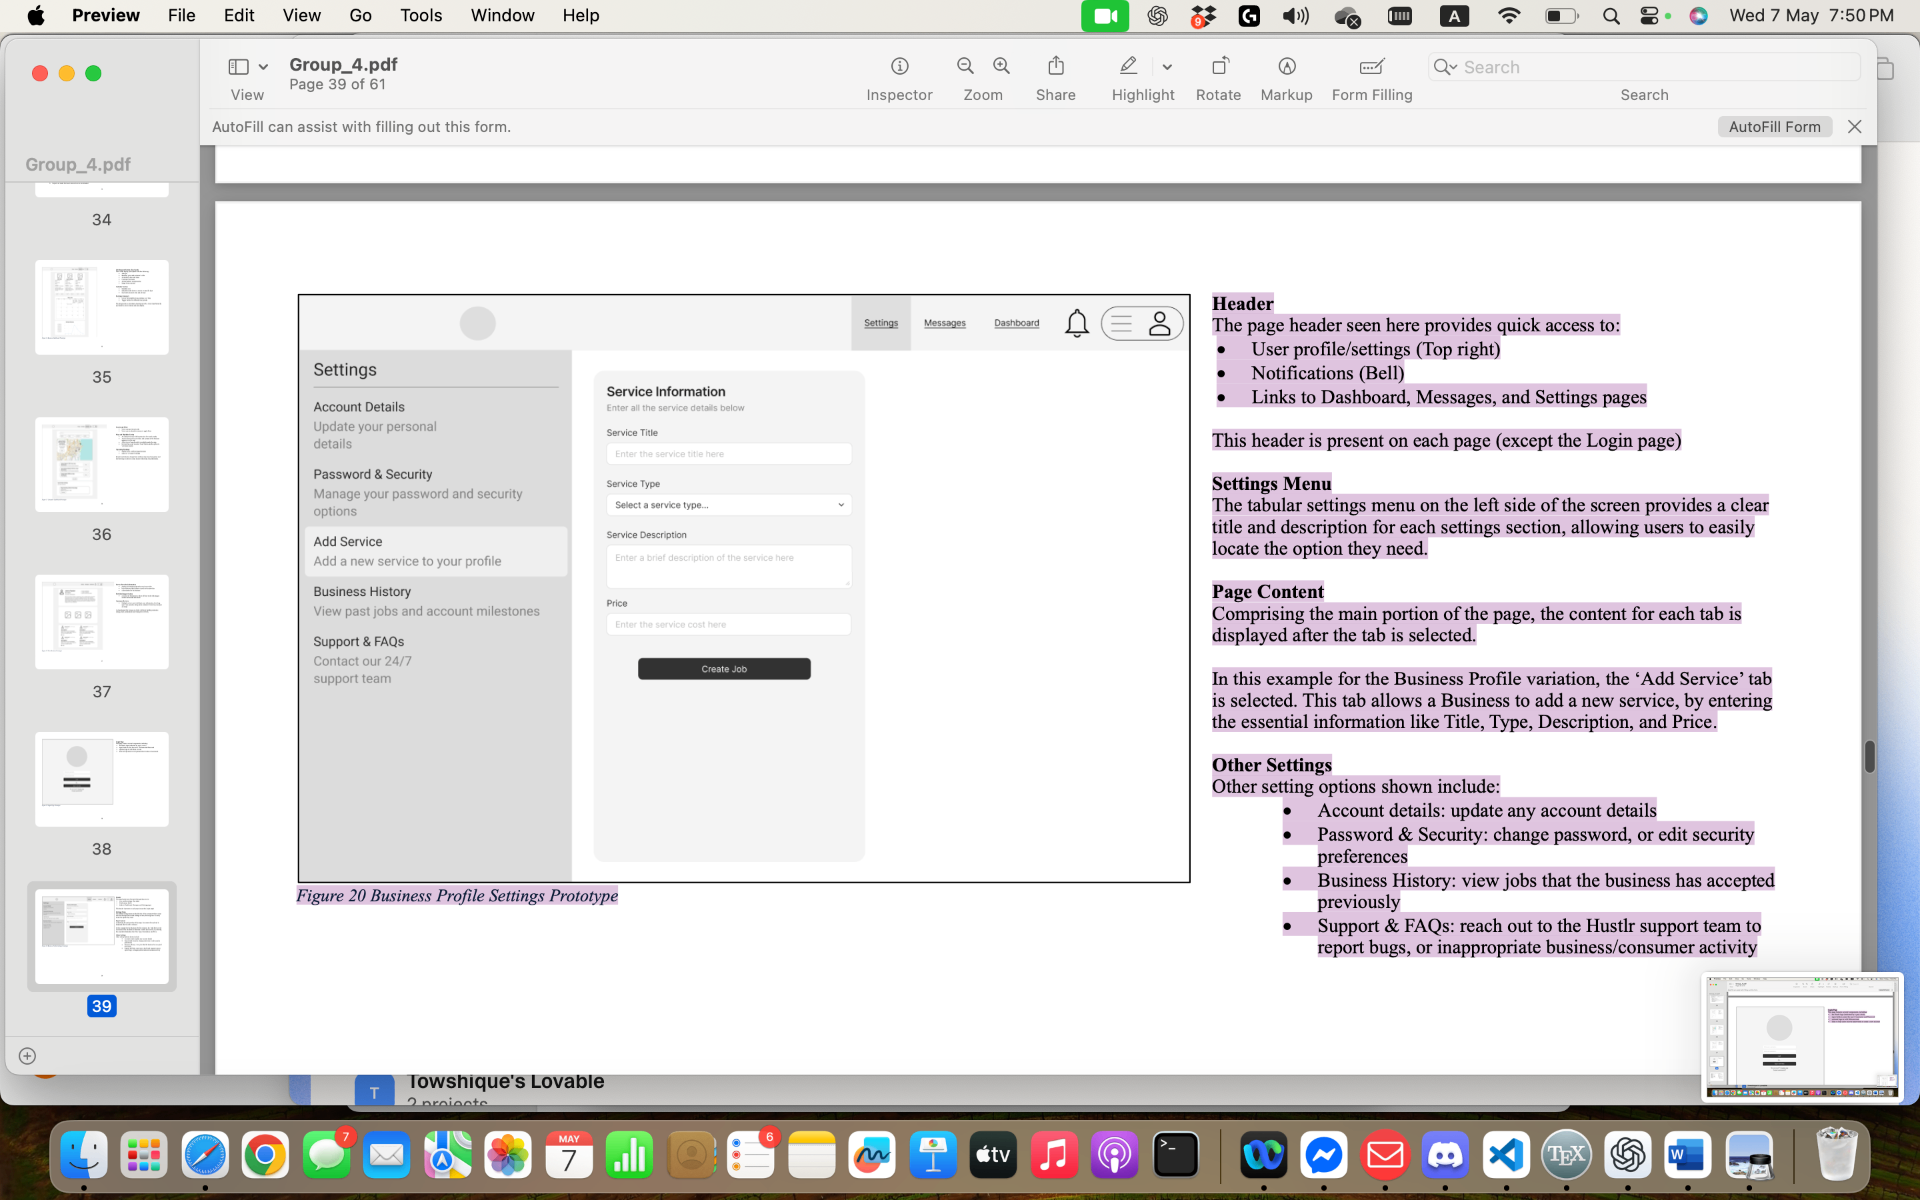 Preview File Edit View Go Tools Window Help
9
A
Wed 7 May 7:50 PM
Group_4.pdf
Page 39 of 61
View
Inspector
Zoom
Share
Highlight
Rotate
Markup
Form Filling
Search
Search
AutoFill can assist with filling out this form.
AutoFill Form
Group_4.pdf
34
35
36
37
38
39
Settings
Messages
Dashboard
Settings
Account Details
Update your personal
details
Password & Security
Manage your password and security
options
Add Service
Add a new service to your profile
Business History
View past jobs and account milestones
Support & FAQs
Contact our 24/7
support team
Service Information
Enter all the service details below
Service Title
Enter the service title here
Service Type
Select a service type...
Service Description
Enter a brief description of the service here
Price
Enter the service cost here
Create Job
Figure 20 Business Profile Settings Prototype
Header
The page header seen here provides quick access to:
• User profile/settings (Top right)
• Notifications (Bell)
• Links to Dashboard, Messages, and Settings pages
This header is present on each page (except the Login page)
Settings Menu
The tabular settings menu on the left side of the screen provides a clear
title and description for each settings section, allowing users to easily
locate the option they need.
Page Content
Comprising the main portion of the page, the content for each tab is
displayed after the tab is selected.
In this example for the Business Profile variation, the ‘Add Service’ tab
is selected. This tab allows a Business to add a new service, by entering
the essential information like Title, Type, Description, and Price.
Other Settings
Other setting options shown include:
• Account details: update any account details
• Password & Security: change password, or edit security
preferences
• Business History: view jobs that the business has accepted
previously
• Support & FAQs: reach out to the Hustlr support team to
report bugs, or inappropriate business/consumer activity
T
Towshique's Lovable
2 projects
7
MAY
7
6
tv
TEX
W